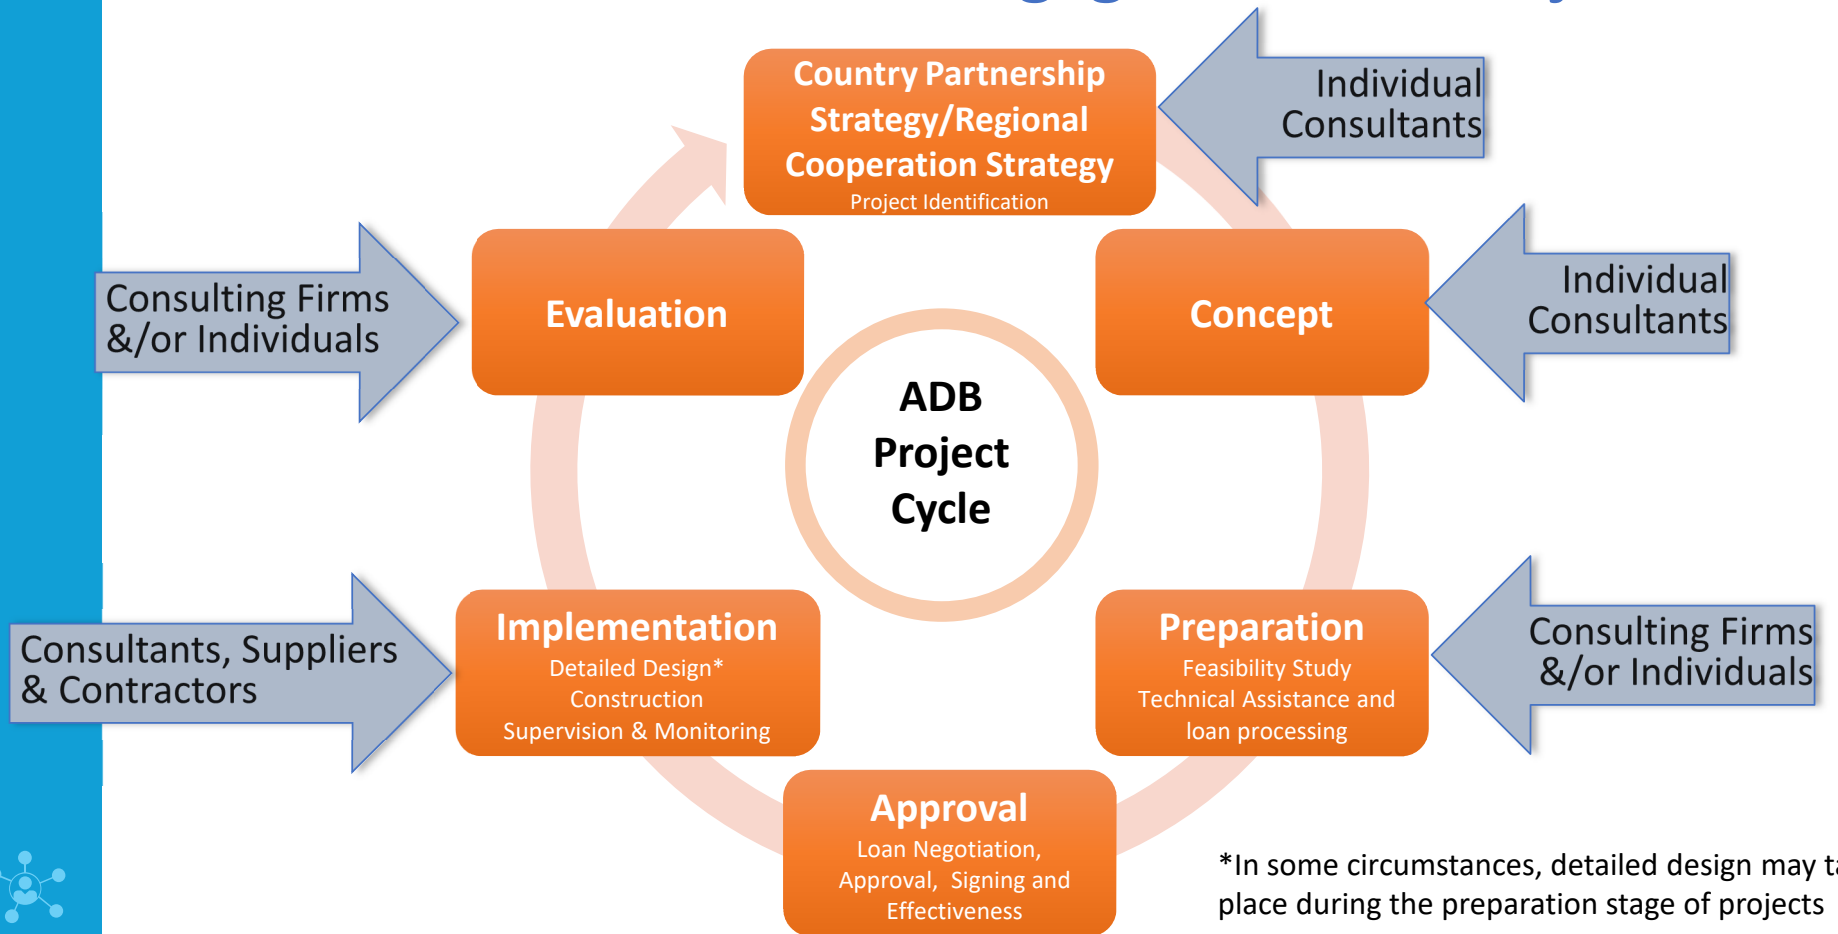 Country Partnership
Strategy/Regional
Cooperation Strategy
Project Identification
Individual
Consultants
Concept
Individual
Consultants
Preparation
Feasibility Study
Technical Assistance and
loan processing
Consulting Firms
&/or Individuals
Approval
Loan Negotiation,
Approval, Signing and
Effectiveness
Implementation
Detailed Design*
Construction
Supervision & Monitoring
Consultants, Suppliers
& Contractors
Evaluation
Consulting Firms
&/or Individuals
ADB
Project
Cycle
*In some circumstances, detailed design may
place during the preparation stage of projects